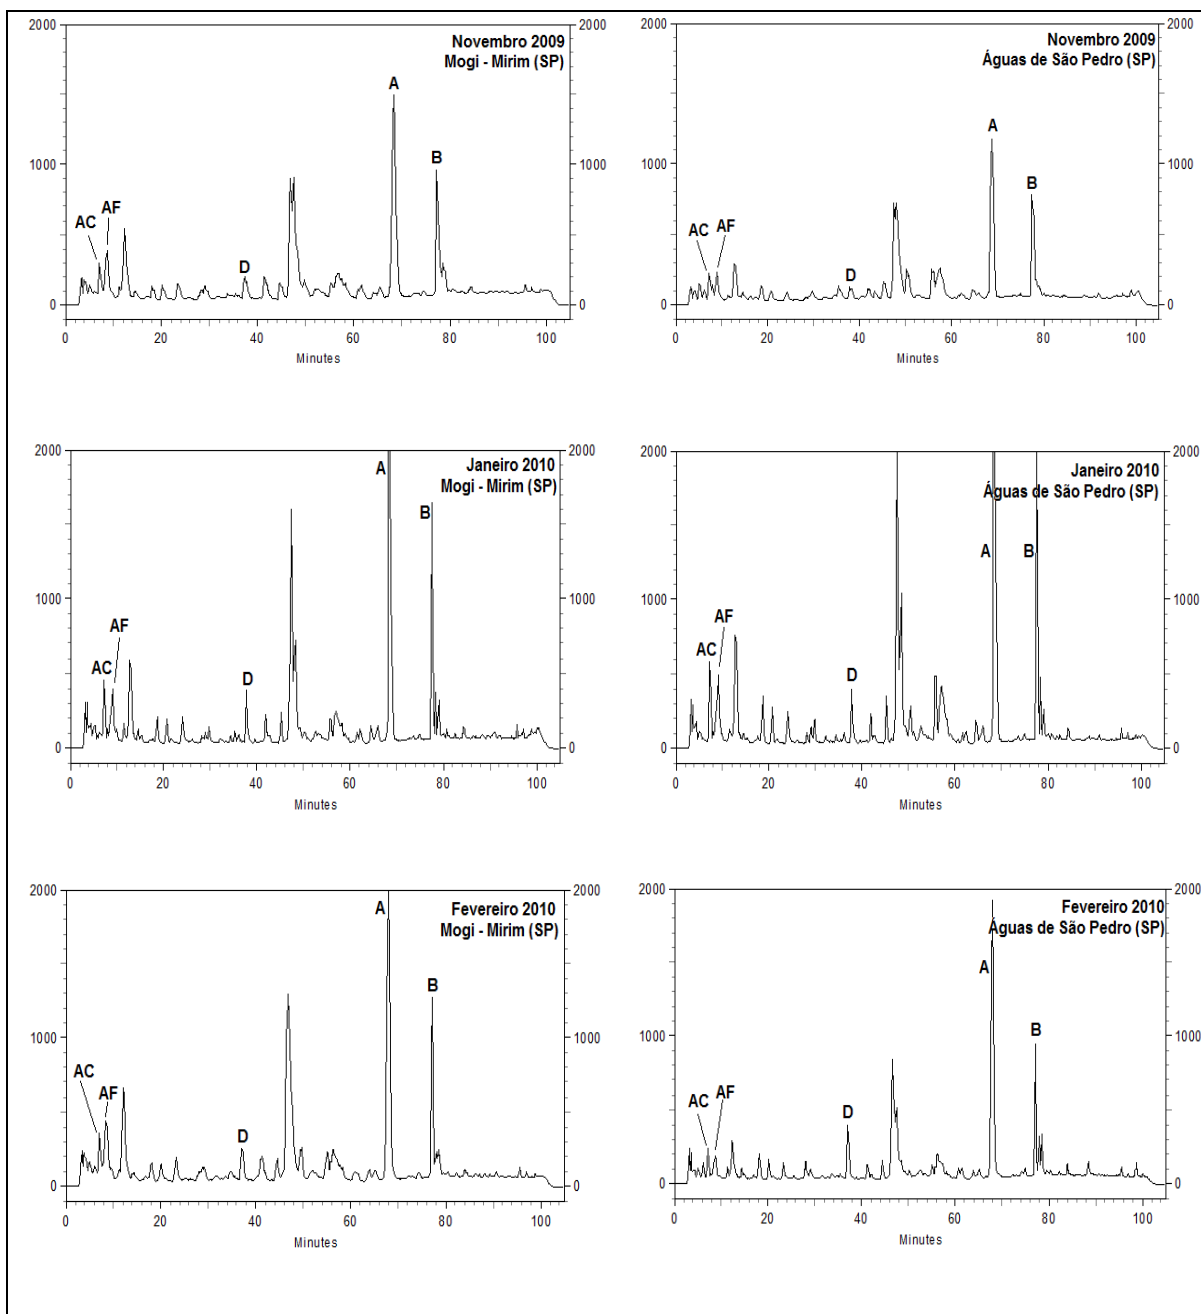 Novembro 2009
Mogi - Mirim (SP)
2000
2000
1000
1000
0
0
A
B
AC
AF
D
0 20 40 60 80 100
Minutes
Novembro 2009
Águas de São Pedro (SP)
2000
2000
1000
1000
0
0
A
B
AC
AF
D
0 20 40 60 80 100
Minutes
Janeiro 2010
Mogi - Mirim (SP)
2000
2000
1000
1000
0
0
A
B
AC
AF
D
0 20 40 60 80 100
Minutes
Janeiro 2010
Águas de São Pedro (SP)
2000
2000
1000
1000
0
0
A
B
AC
AF
D
0 20 40 60 80 100
Minutes
Fevereiro 2010
Mogi - Mirim (SP)
2000
2000
1000
1000
0
0
A
B
AC
AF
D
0 20 40 60 80 100
Minutes
Fevereiro 2010
Águas de São Pedro (SP)
2000
2000
1000
1000
0
0
A
B
AC
AF
D
0 20 40 60 80 100
Minutes